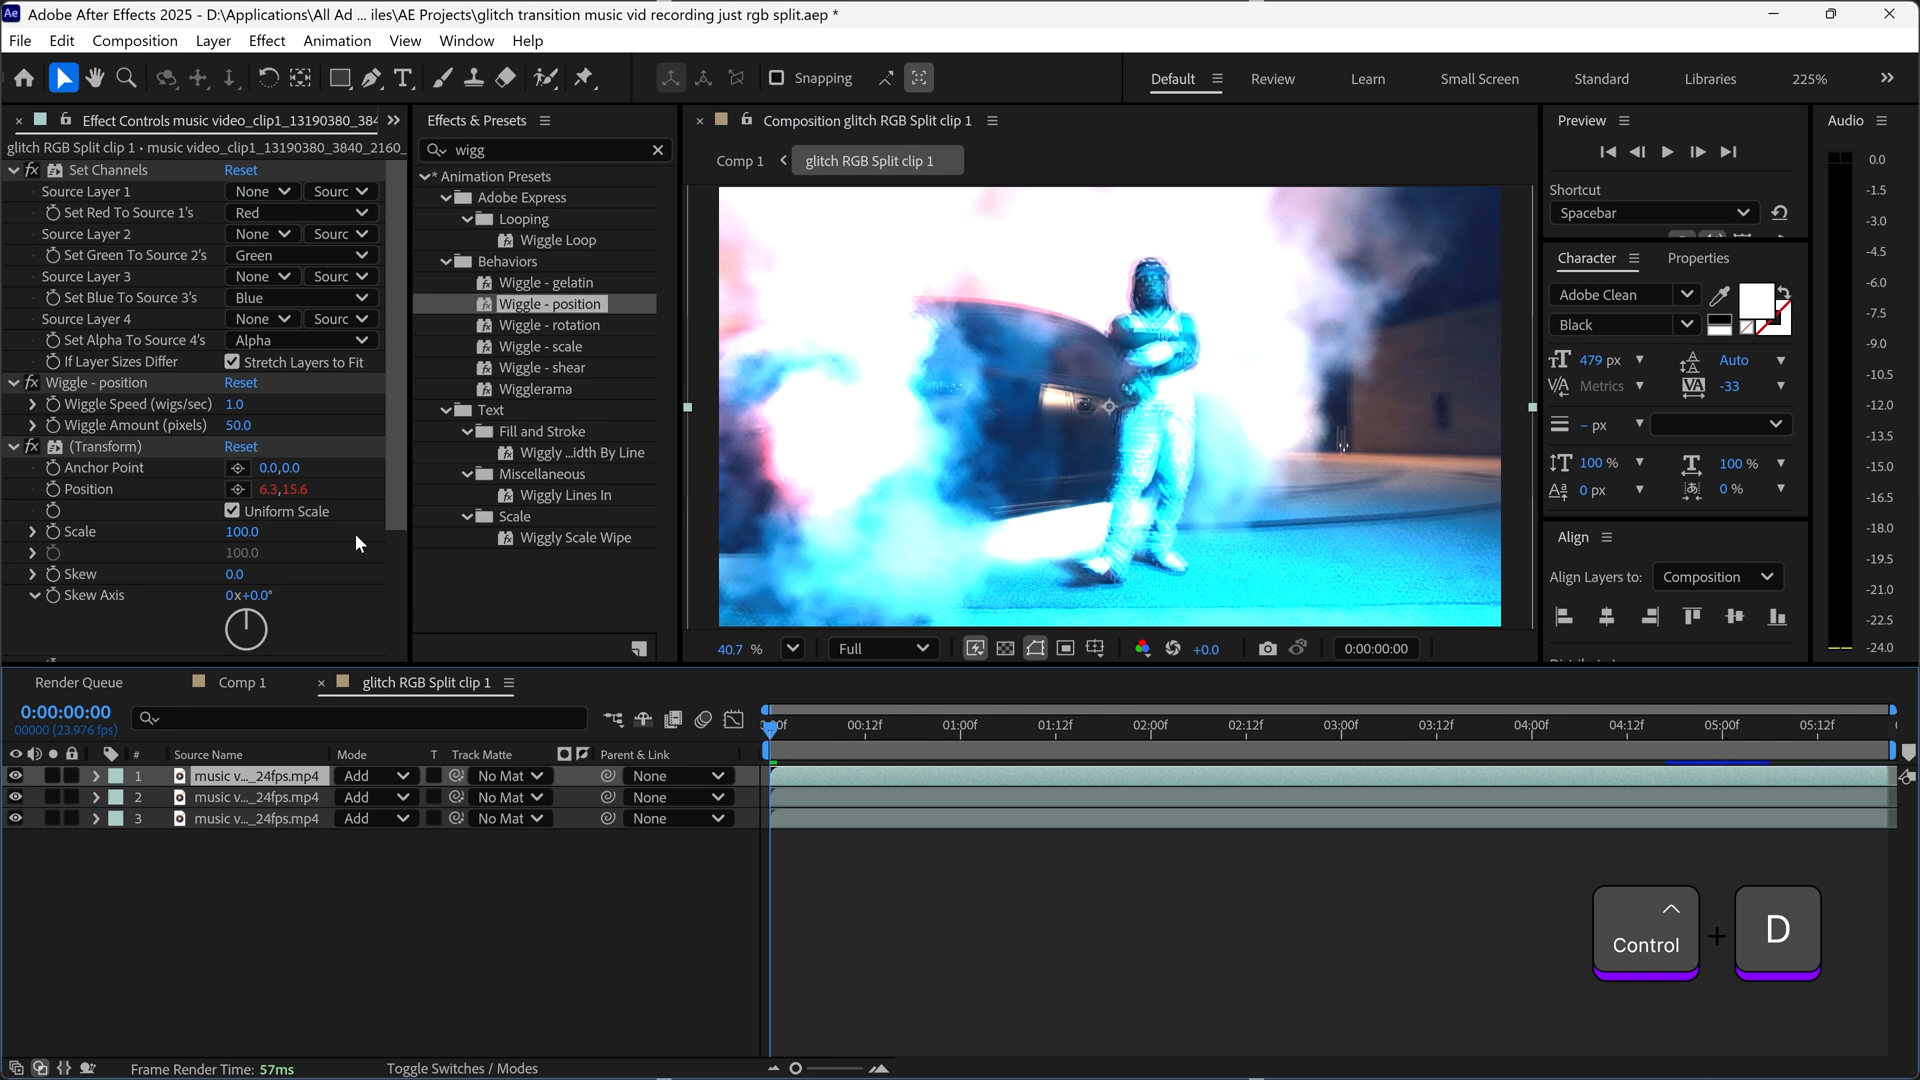 Adobe After Effects 2025 - D:\Applications\All Ad ... iles\AE Projects\glitch transition music vid recording just rgb split.aep *
File Edit Composition Layer Effect Animation View Window Help
Snapping
Default Review Learn Small Screen Standard Libraries 225%
Effect Controls music video_clip1_13190380_384
glitch RGB Split clip 1 • music video_clip1_13190380_3840_2160_
fx Set Channels Reset
Source Layer 1 None Sourc
Set Red To Source 1's Red
Source Layer 2 None Sourc
Set Green To Source 2's Green
Source Layer 3 None Sourc
Set Blue To Source 3's Blue
Source Layer 4 None Sourc
Set Alpha To Source 4's Alpha
If Layer Sizes Differ Stretch Layers to Fit
fx Wiggle - position Reset
Wiggle Speed (wigs/sec) 1.0
Wiggle Amount (pixels) 50.0
fx (Transform) Reset
Anchor Point 0.0,0.0
Position 6.3,15.6
Uniform Scale
Scale 100.0
100.0
Skew 0.0
Skew Axis 0x+0.0°
Effects & Presets
wigg
* Animation Presets
Adobe Express
Looping
Wiggle Loop
Behaviors
Wiggle - gelatin
Wiggle - position
Wiggle - rotation
Wiggle - scale
Wiggle - shear
Wigglerama
Text
Fill and Stroke
Wiggly ...idth By Line
Miscellaneous
Wiggly Lines In
Scale
Wiggly Scale Wipe
Composition glitch RGB Split clip 1
Comp 1 glitch RGB Split clip 1
40.7 % Full +0.0 0:00:00:00
Preview
Shortcut
Spacebar
Character Properties
Adobe Clean
Black
479 px Auto
Metrics -33
– px
100 % 100 %
0 px 0 %
Align
Align Layers to: Composition
Audio
0.0
-1.5
-3.0
-4.5
-6.0
-7.5
-9.0
-10.5
-12.0
-13.5
-15.0
-16.5
-18.0
-19.5
-21.0
-22.5
-24.0
Render Queue Comp 1 glitch RGB Split clip 1
0:00:00:00
00000 (23.976 fps)
00:12f 01:00f 01:12f 02:00f 02:12f 03:00f 03:12f 04:00f 04:12f 05:00f 05:12f
# Source Name Mode T Track Matte Parent & Link
1 music v..._24fps.mp4 Add No Mat None
2 music v..._24fps.mp4 Add No Mat None
3 music v..._24fps.mp4 Add No Mat None
Control + D
Frame Render Time: 57ms Toggle Switches / Modes